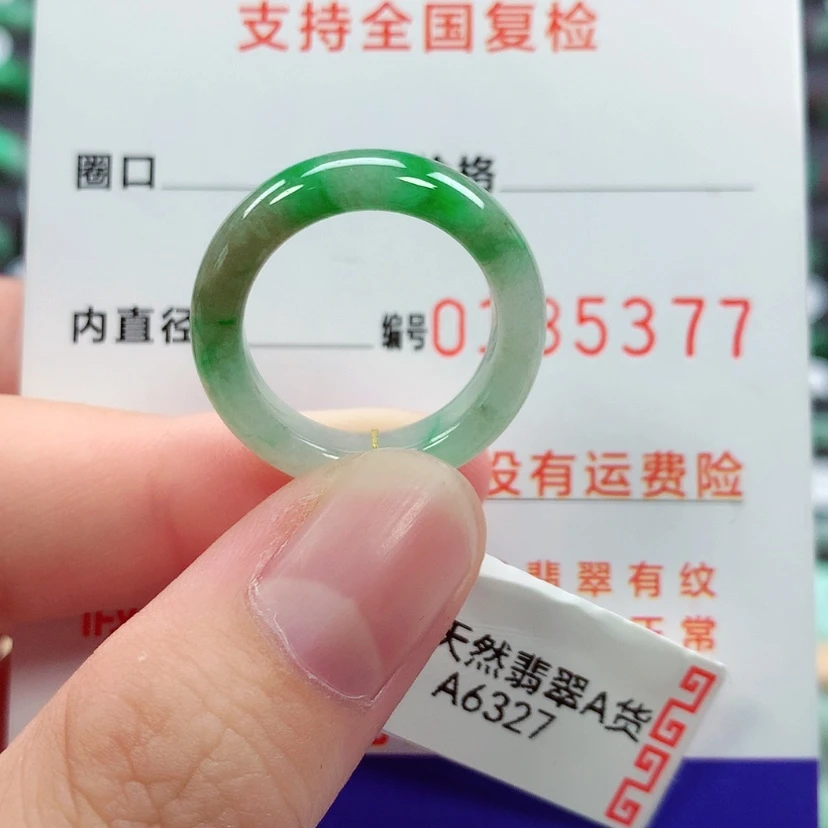 支持全国复检
圈口 格
内直径 编号 0 35377
没有运费险
翡翠有纹
正常
天然翡翠A货
A6327